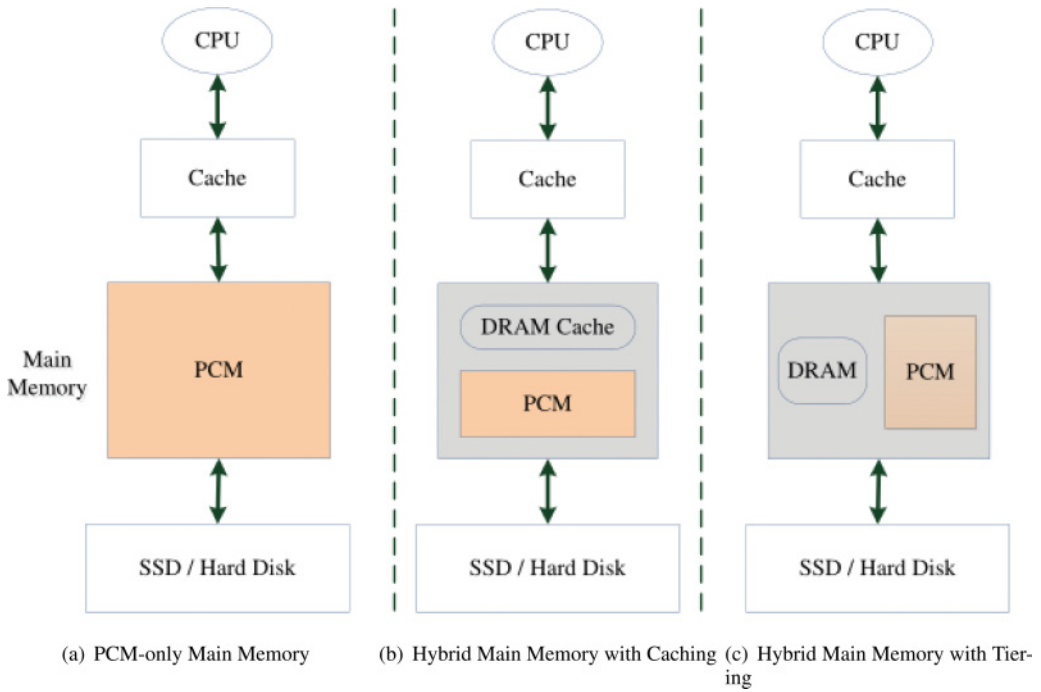 CPU
Cache
Main
Memory
PCM
SSD / Hard Disk
(a) PCM-only Main Memory
CPU
Cache
DRAM Cache
PCM
SSD / Hard Disk
(b) Hybrid Main Memory with Caching
CPU
Cache
DRAM
PCM
SSD / Hard Disk
(c) Hybrid Main Memory with Tier-
ing